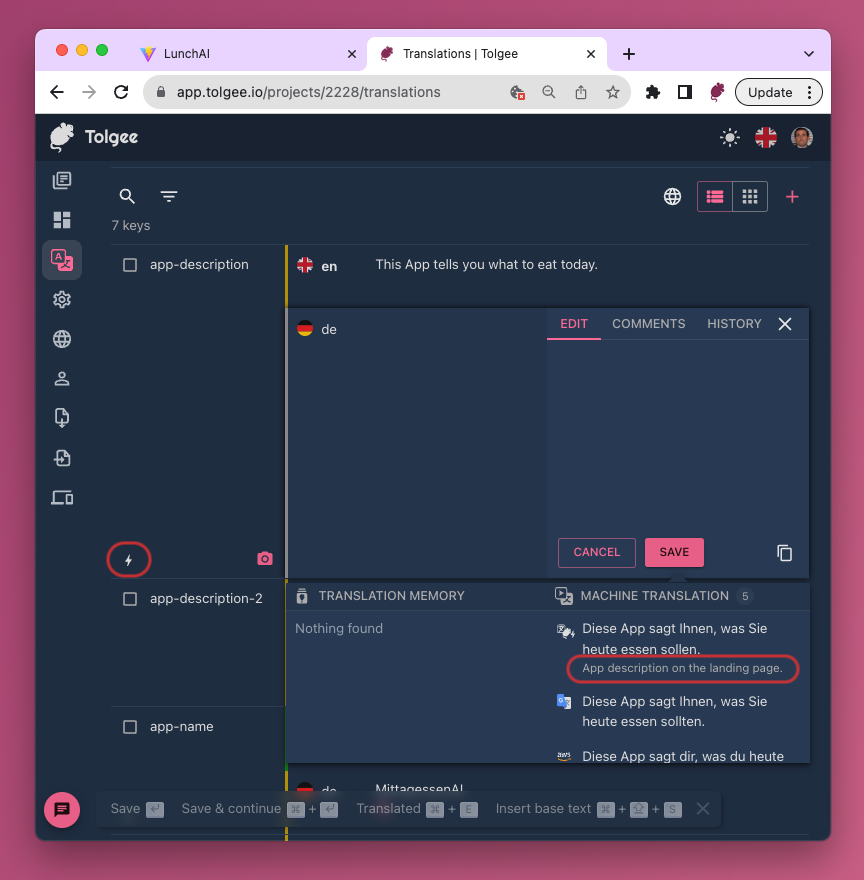 LunchAI
Translations | Tolgee
app.tolgee.io/projects/2228/translations
Update
Tolgee
7 keys
app-description
en
This App tells you what to eat today.
de
EDIT
COMMENTS
HISTORY
CANCEL
SAVE
app-description-2
TRANSLATION MEMORY
MACHINE TRANSLATION 5
Nothing found
Diese App sagt Ihnen, was Sie
heute essen sollen.
App description on the landing page.
Diese App sagt Ihnen, was Sie
heute essen sollten.
app-name
aws
Diese App sagt dir, was du heute
de
MittagessenAI
Save ↵ Save & continue ⌘ + ↵ Translated ⌘ + E Insert base text ⌘ + ⇧ + S